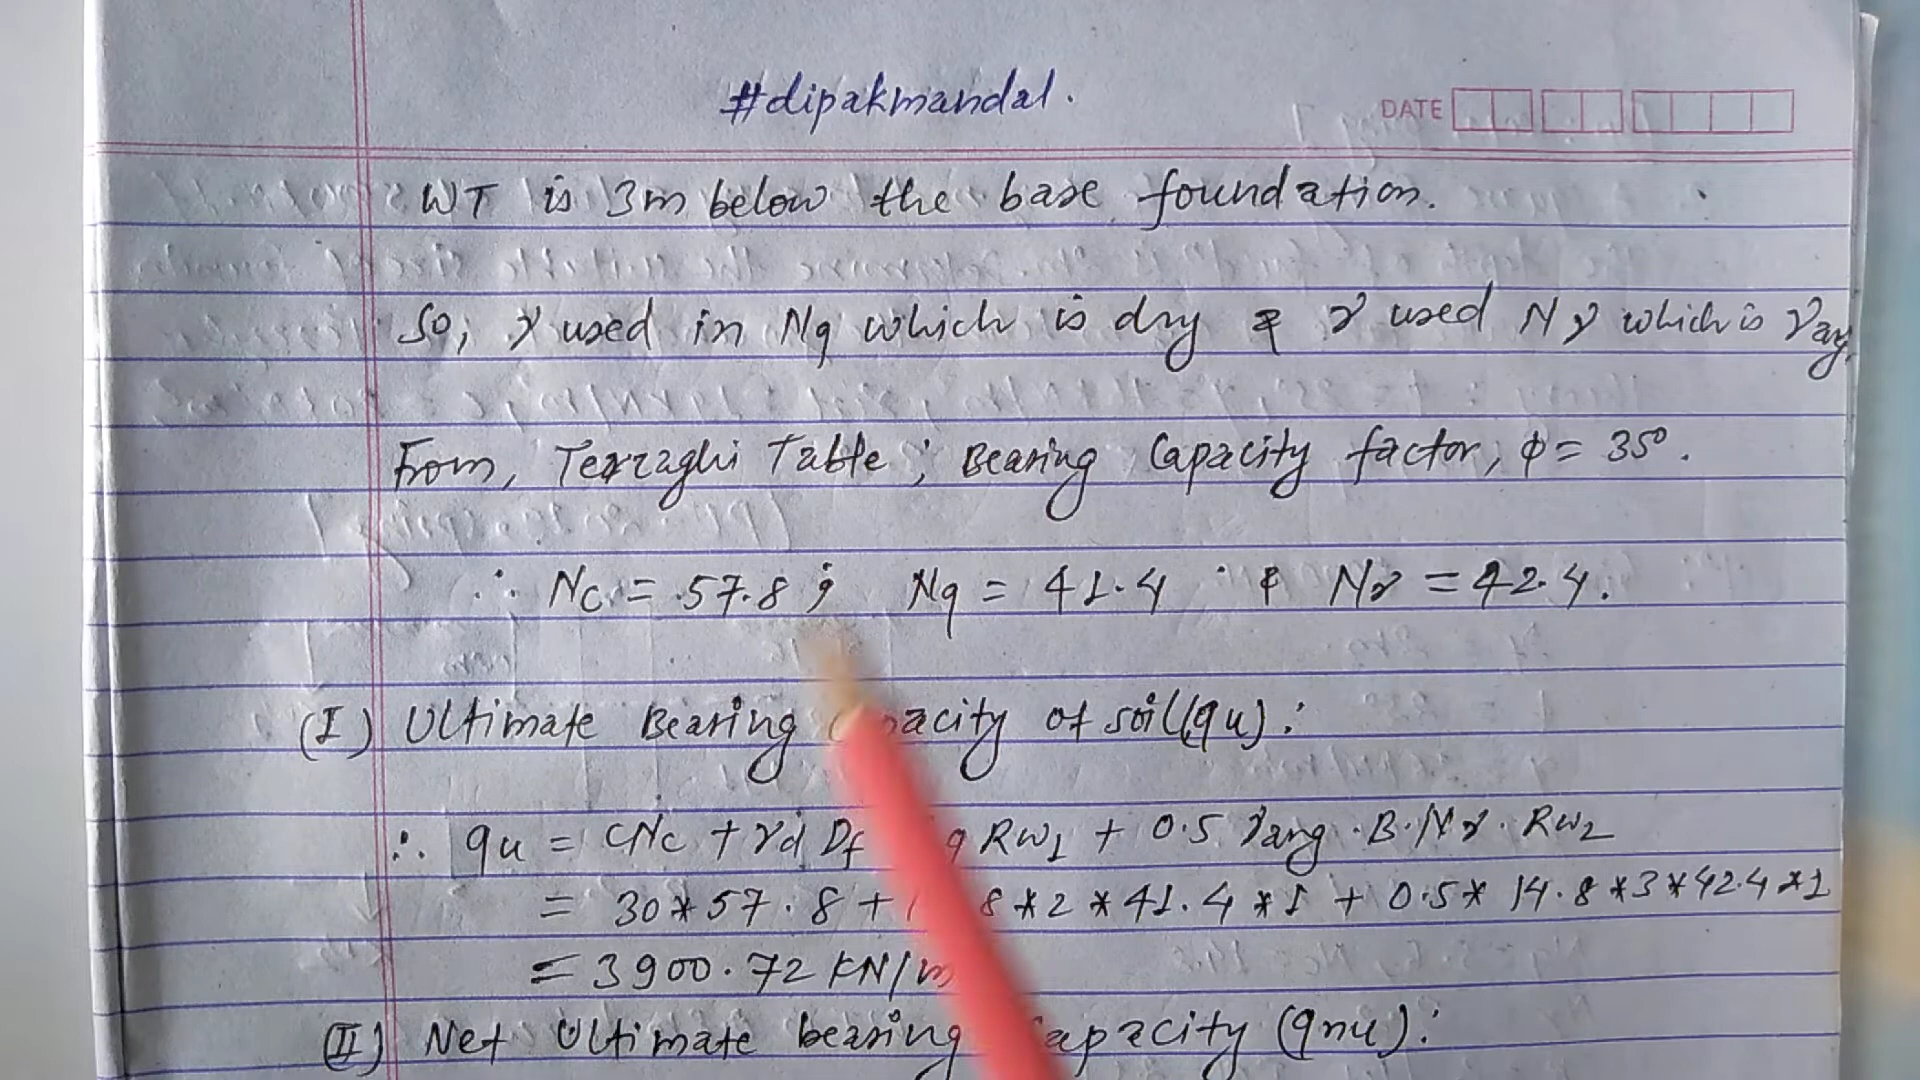 #dipakmandal.
DATE
WT is 3m below the base foundation.
So, γ used in Nq which is dry & γ used Nγ which is γavg.
From, Terzaghi Table; Bearing Capacity factor, φ = 35°.
∴ Nc = 57.8; Nq = 41.4 & Nγ = 42.4.
(I) Ultimate Bearing of soil (qu):
∴ qu = CNc + γd Df RW1 + 0.5 γavg · B · Nγ · RW2
= 30*57.8 + 8*2*41.4*1 + 0.5*14.8*3*42.4*1
= 3900.72 KN/m
(II) Net Ultimate bearing (qnu):